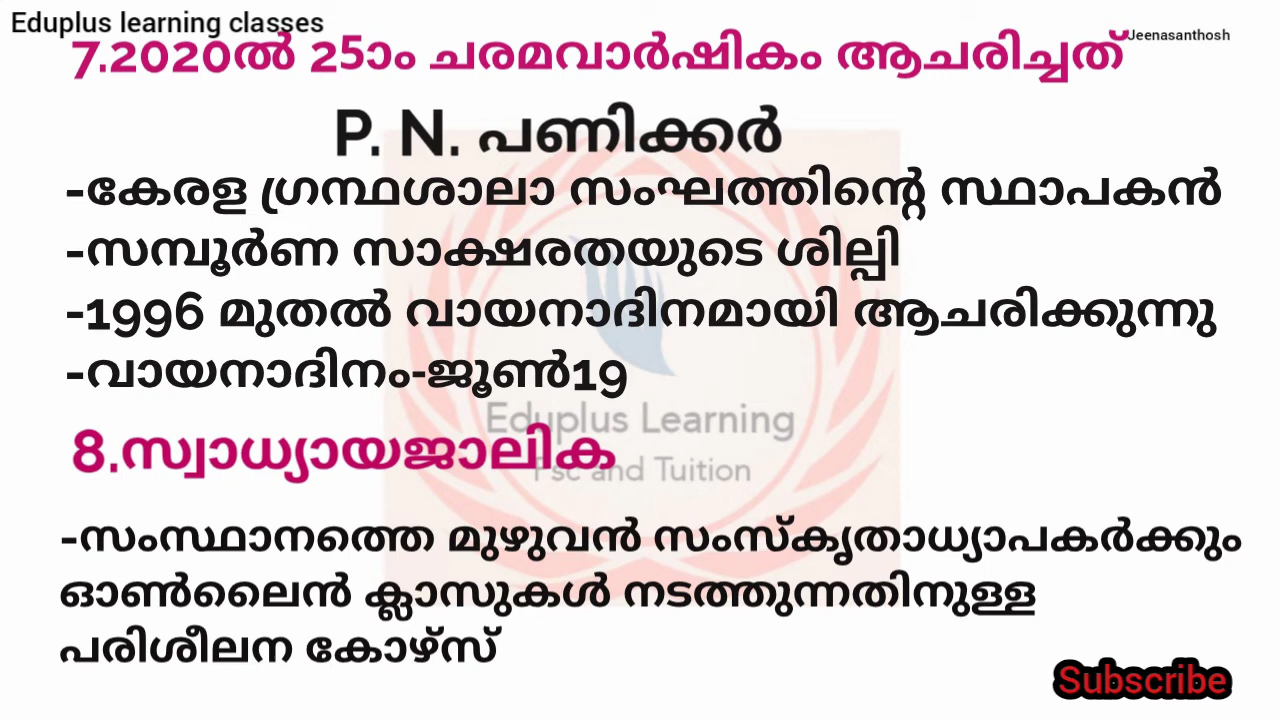 Eduplus learning classes
Jeenasanthosh
7.2020ൽ 25ാം ചരമവാർഷികം ആചരിച്ചത്
P. N. പണിക്കർ
-കേരള ഗ്രന്ഥശാലാ സംഘത്തിന്റെ സ്ഥാപകൻ
-സമ്പൂർണ സാക്ഷരതയുടെ ശില്പി
-1996 മുതൽ വായനാദിനമായി ആചരിക്കുന്നു
-വായനാദിനം-ജൂൺ19
Eduplus Learning
8.സ്വാധ്യായജാലിക
Psc and Tuition
-സംസ്ഥാനത്തെ മുഴുവൻ സംസ്കൃതാധ്യാപകർക്കും
ഓൺലൈൻ ക്ലാസുകൾ നടത്തുന്നതിനുള്ള
പരിശീലന കോഴ്സ്
Subscribe